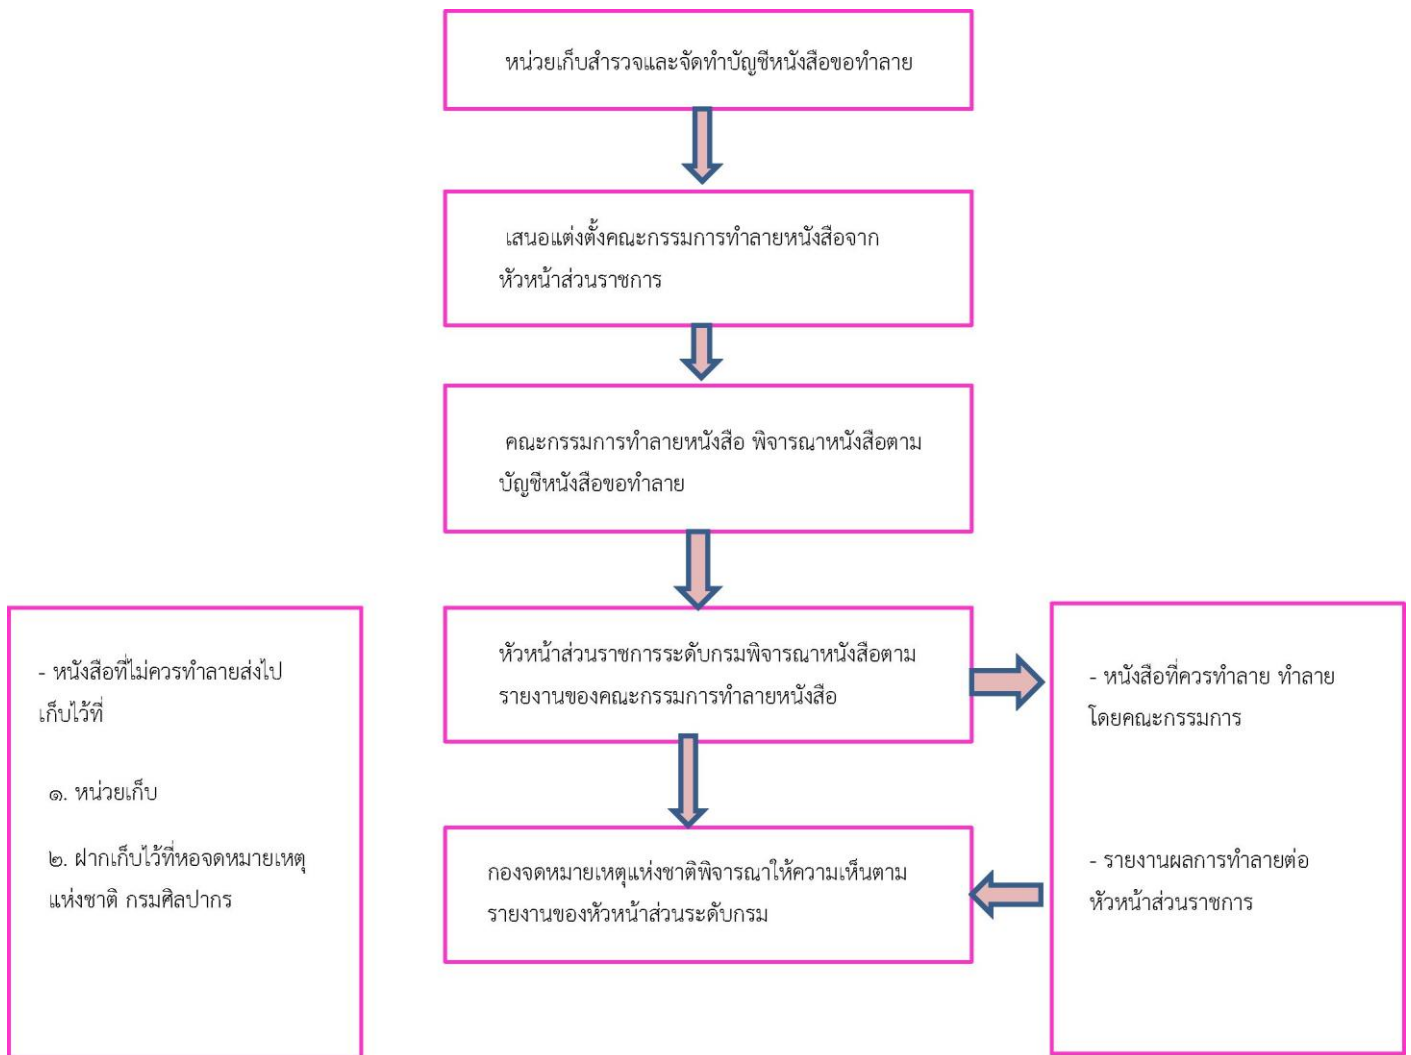 หน่วยเก็บสำรวจและจัดทำบัญชีหนังสือขอทำลาย
เสนอแต่งตั้งคณะกรรมการทำลายหนังสือจาก
หัวหน้าส่วนราชการ
คณะกรรมการทำลายหนังสือ พิจารณาหนังสือตาม
บัญชีหนังสือขอทำลาย
หัวหน้าส่วนราชการระดับกรมพิจารณาหนังสือตาม
รายงานของคณะกรรมการทำลายหนังสือ
กองจดหมายเหตุแห่งชาติพิจารณาให้ความเห็นตาม
รายงานของหัวหน้าส่วนระดับกรม
- หนังสือที่ไม่ควรทำลายส่งไป
เก็บไว้ที่
๑. หน่วยเก็บ
๒. ฝากเก็บไว้ที่หอจดหมายเหตุ
แห่งชาติ กรมศิลปากร
- หนังสือที่ควรทำลาย ทำลาย
โดยคณะกรรมการ
- รายงานผลการทำลายต่อ
หัวหน้าส่วนราชการ